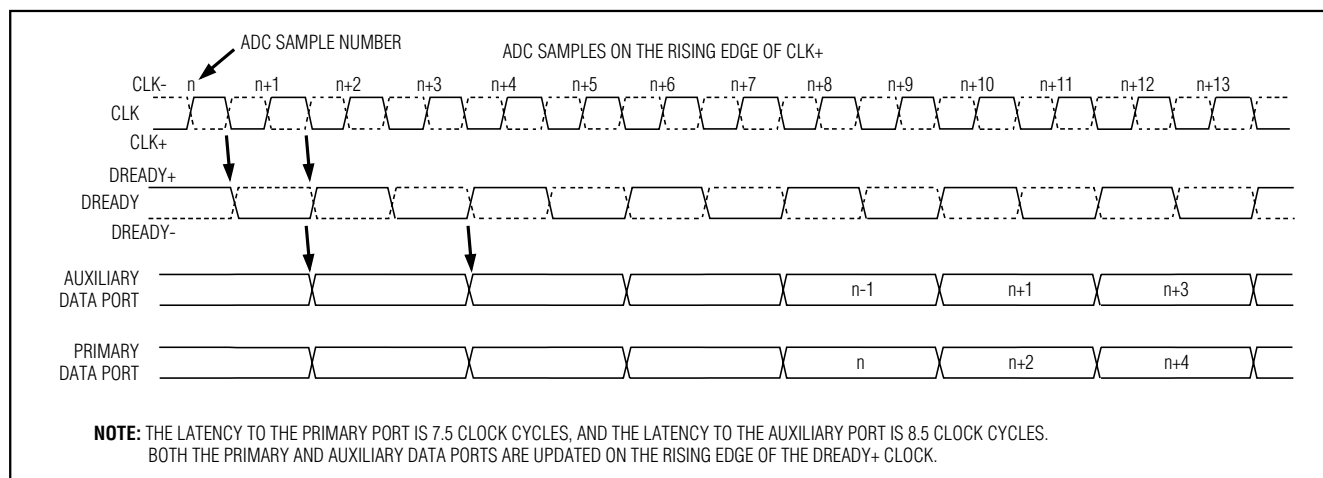 ADC SAMPLE NUMBER
ADC SAMPLES ON THE RISING EDGE OF CLK+
CLK-
n n+1 n+2 n+3 n+4 n+5 n+6 n+7 n+8 n+9 n+10 n+11 n+12 n+13
CLK
CLK+
DREADY+
DREADY
DREADY-
AUXILIARY
DATA PORT
n-1 n+1 n+3
PRIMARY
DATA PORT
n n+2 n+4
NOTE: THE LATENCY TO THE PRIMARY PORT IS 7.5 CLOCK CYCLES, AND THE LATENCY TO THE AUXILIARY PORT IS 8.5 CLOCK CYCLES.
BOTH THE PRIMARY AND AUXILIARY DATA PORTS ARE UPDATED ON THE RISING EDGE OF THE DREADY+ CLOCK.